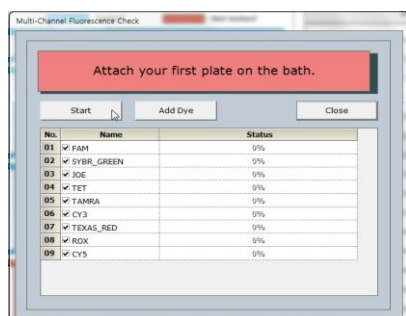 Multi-Channel Fluorescence Check
Attach your first plate on the bath.
Start Add Dye Close
No. Name Status
01 FAM 0%
02 SYBR_GREEN 0%
03 JOE 0%
04 TET 0%
05 TAMRA 0%
06 CY3 0%
07 TEXAS_RED 0%
08 ROX 0%
09 CY5 0%